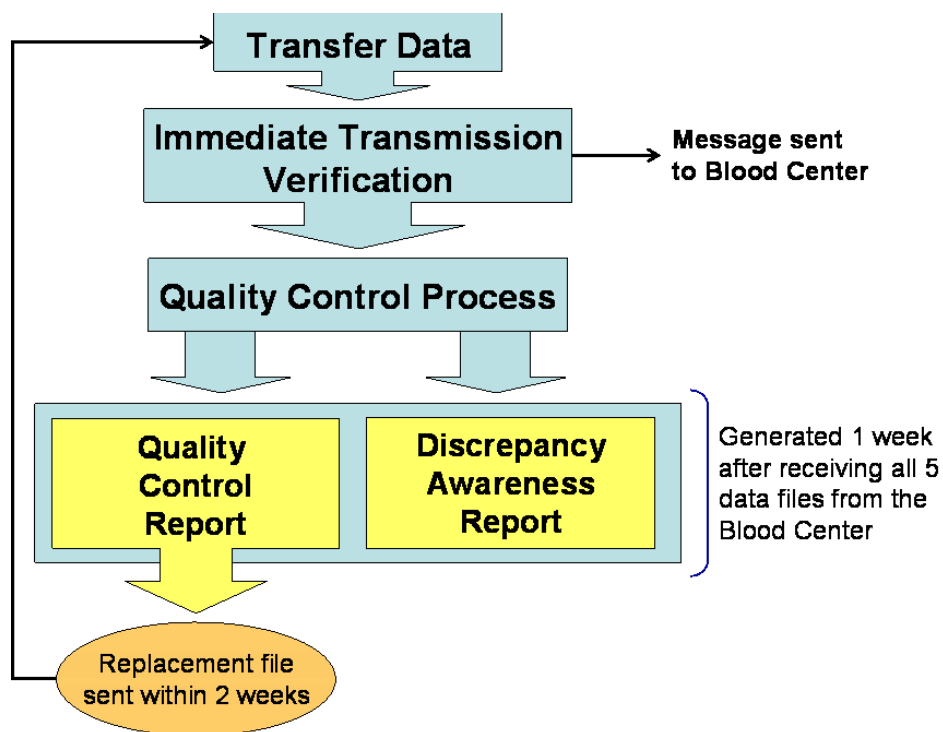 Transfer Data
Immediate Transmission
Verification
Message sent
to Blood Center
Quality Control Process
Quality
Control
Report
Discrepancy
Awareness
Report
Generated 1 week
after receiving all 5
data files from the
Blood Center
Replacement file
sent within 2 weeks